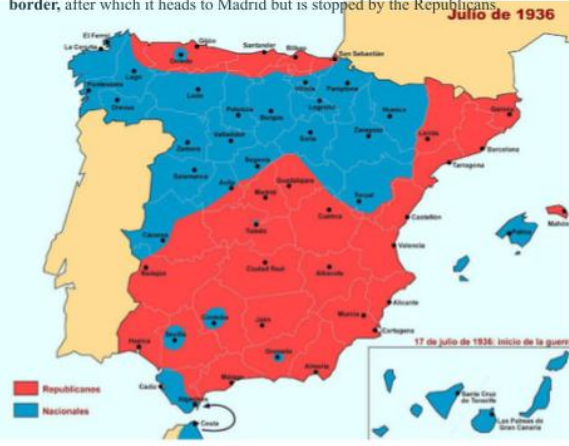 border, after which it heads to Madrid but is stopped by the Republicans.
Julio de 1936
El Ferrol
La Coruña
Gijón
Santander
Bilbao
San Sebastián
Oviedo
Lugo
Pontevedra
Orense
León
Vitoria
Pamplona
Palencia
Burgos
Logroño
Huesca
Gerona
Valladolid
Soria
Zaragoza
Lérida
Barcelona
Zamora
Tarragona
Salamanca
Segovia
Ávila
Guadalajara
Madrid
Teruel
Cuenca
Toledo
Castellón
Mahón
Palma
Cáceres
Valencia
Badajoz
Ciudad Real
Albacete
Alicante
Córdoba
Jaén
Murcia
Cartagena
Sevilla
Huelva
Granada
Almería
Málaga
Cádiz
Algeciras
Ceuta
17 de julio de 1936: inicio de la guerr
Republicanos
Nacionales
Santa Cruz
de Tenerife
Las Palmas de
Gran Canaria